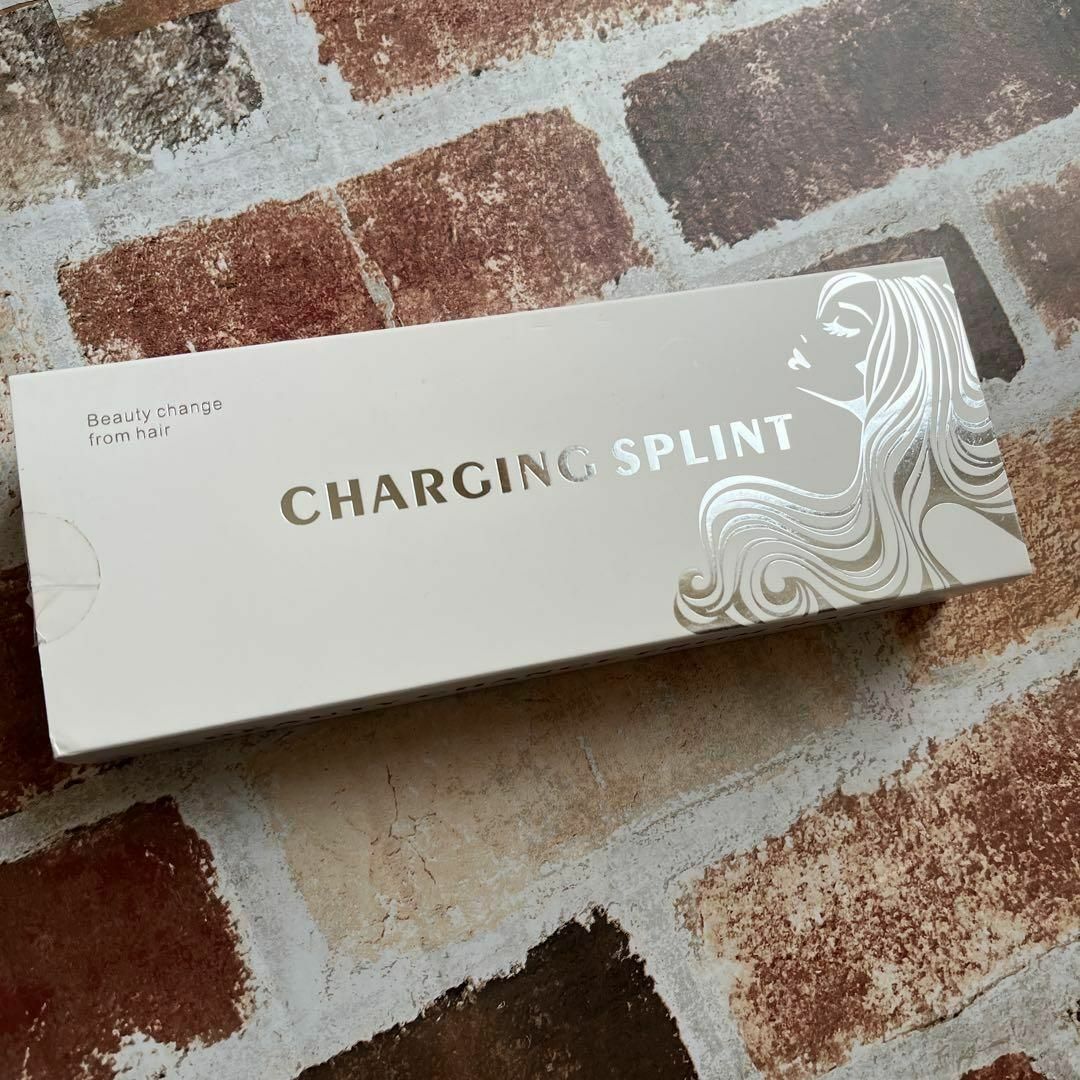 Beauty change
from hair
CHARGING SPLINT